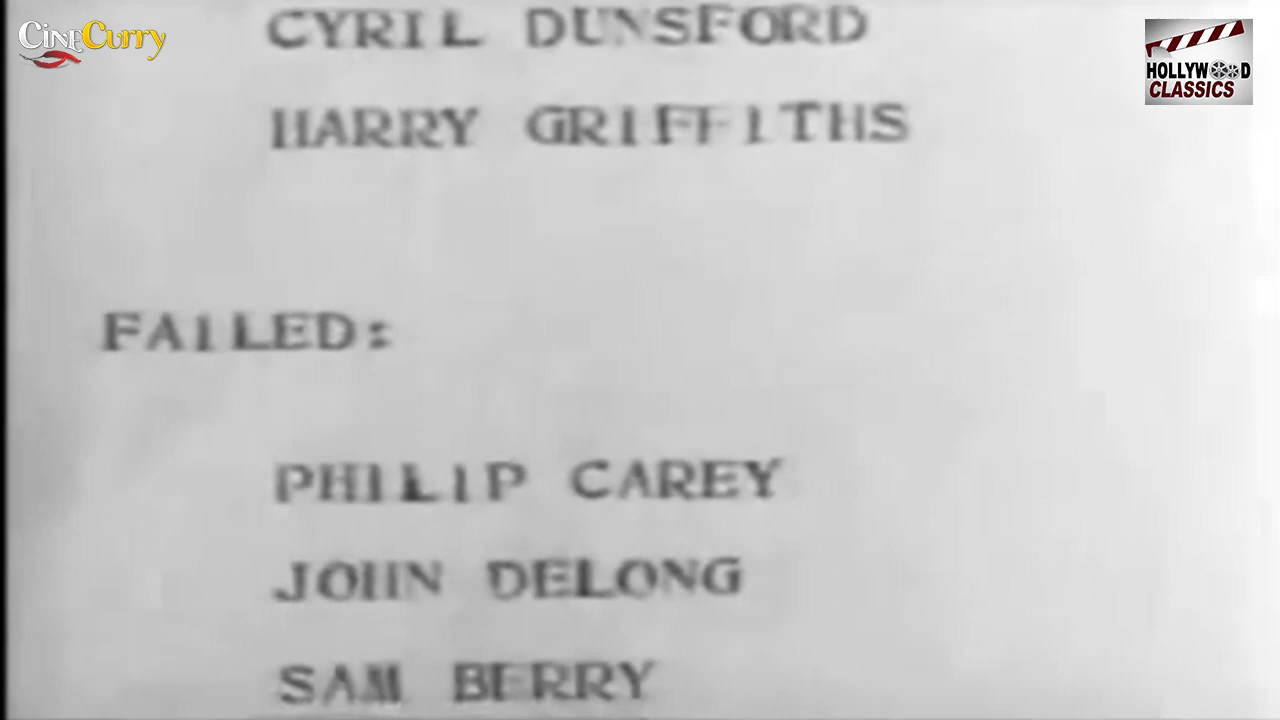 CINECURRY
HOLLYWOOD
CLASSICS
CYRIL DUNSFORD
HARRY GRIFFITHS
FAILED:
PHILIP CAREY
JOHN DELONG
SAM BERRY